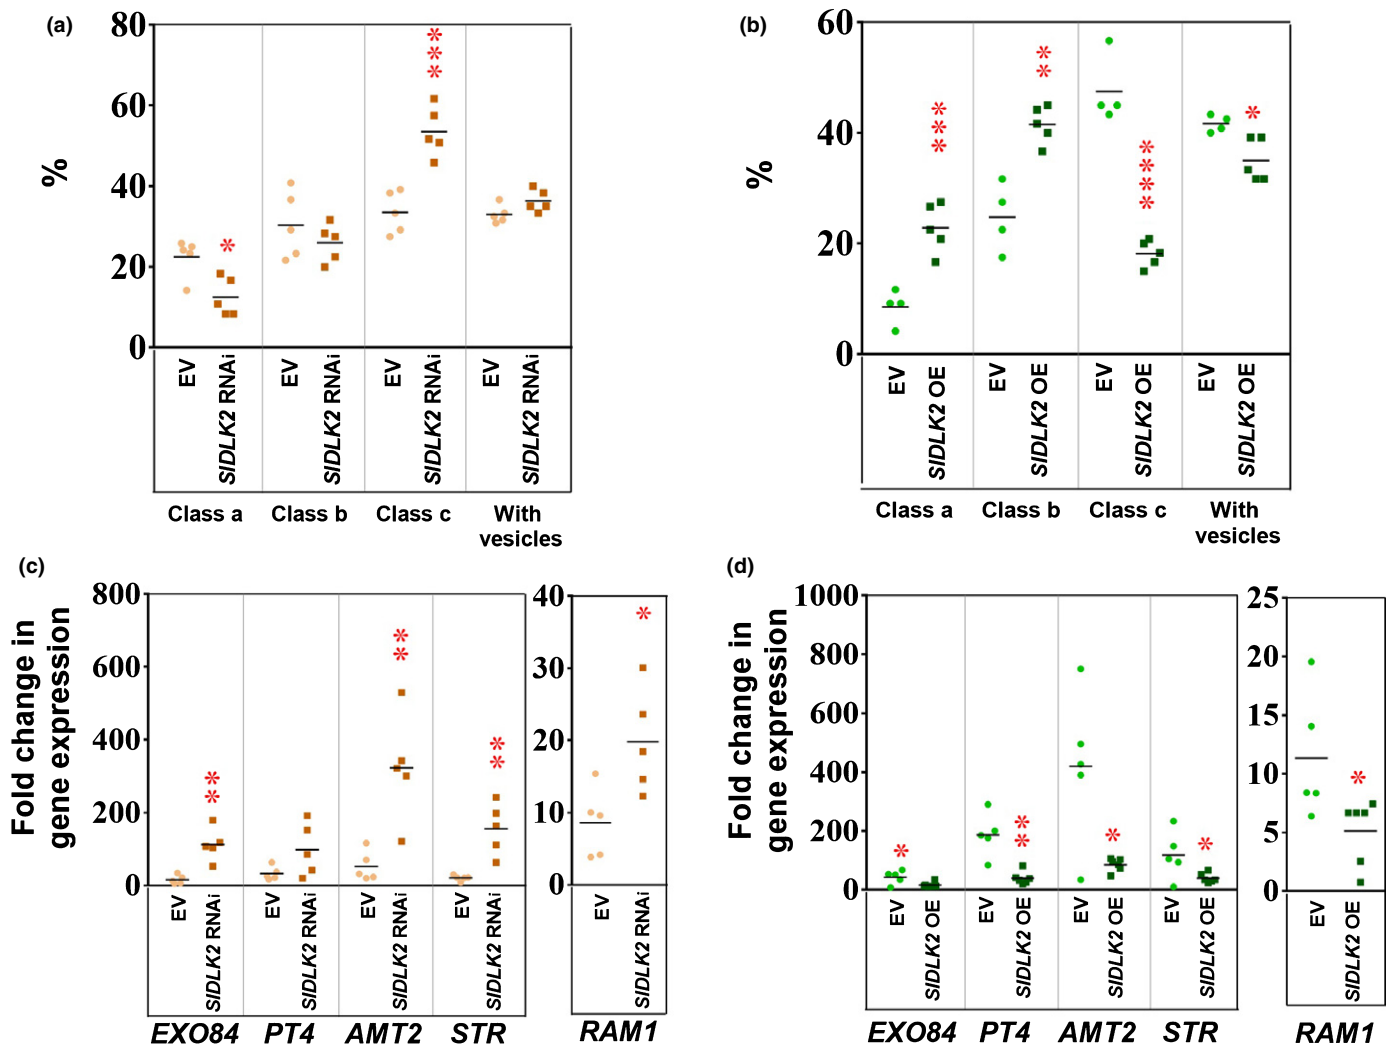 (a)
80
60
40
20
0
%
***
*
EV
SlDLK2 RNAi
EV
SlDLK2 RNAi
EV
SlDLK2 RNAi
EV
SlDLK2 RNAi
Class a
Class b
Class c
With
vesicles
(b)
60
40
20
0
%
***
**
****
*
EV
SlDLK2 OE
EV
SlDLK2 OE
EV
SlDLK2 OE
EV
SlDLK2 OE
Class a
Class b
Class c
With
vesicles
(c)
Fold change in
gene expression
800
600
400
200
0
**
**
**
EV
SlDLK2 RNAi
EV
SlDLK2 RNAi
EV
SlDLK2 RNAi
EV
SlDLK2 RNAi
EXO84
PT4
AMT2
STR
40
30
20
10
0
*
EV
SlDLK2 RNAi
RAM1
(d)
Fold change in
gene expression
1000
800
600
400
200
0
*
**
*
*
EV
SlDLK2 OE
EV
SlDLK2 OE
EV
SlDLK2 OE
EV
SlDLK2 OE
EXO84
PT4
AMT2
STR
25
20
15
10
5
0
*
EV
SlDLK2 OE
RAM1